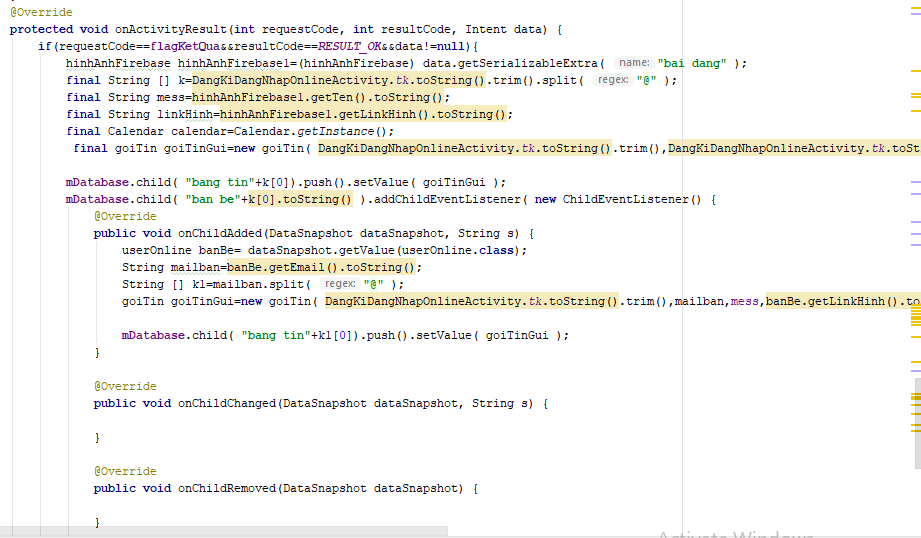 @Override
protected void onActivityResult(int requestCode, int resultCode, Intent data) {
if(requestCode==flagKetQua&&resultCode==RESULT_OK&&data!=null){
hinhAnhFirebase hinhAnhFirebase1=(hinhAnhFirebase) data.getSerializableExtra( name: "bai dang" );
final String [] k=DangKiDangNhapOnlineActivity.tk.toString().trim().split( regex: "@" );
final String mess=hinhAnhFirebase1.getTen().toString();
final String linkHinh=hinhAnhFirebase1.getLinkHinh().toString();
final Calendar calendar=Calendar.getInstance();
final goiTin goiTinGui=new goiTin( DangKiDangNhapOnlineActivity.tk.toString().trim(),DangKiDangNhapOnlineActivity.tk.toSt
mDatabase.child( "bang tin"+k[0]).push().setValue( goiTinGui );
mDatabase.child( "ban be"+k[0].toString() ).addChildEventListener( new ChildEventListener() {
@Override
public void onChildAdded(DataSnapshot dataSnapshot, String s) {
userOnline banBe= dataSnapshot.getValue(userOnline.class);
String mailban=banBe.getEmail().toString();
String [] k1=mailban.split( regex: "@" );
goiTin goiTinGui=new goiTin( DangKiDangNhapOnlineActivity.tk.toString().trim(),mailban,mess,banBe.getLinkHinh().to
mDatabase.child( "bang tin"+k1[0]).push().setValue( goiTinGui );
}
@Override
public void onChildChanged(DataSnapshot dataSnapshot, String s) {
}
@Override
public void onChildRemoved(DataSnapshot dataSnapshot) {
}
Activate Windows